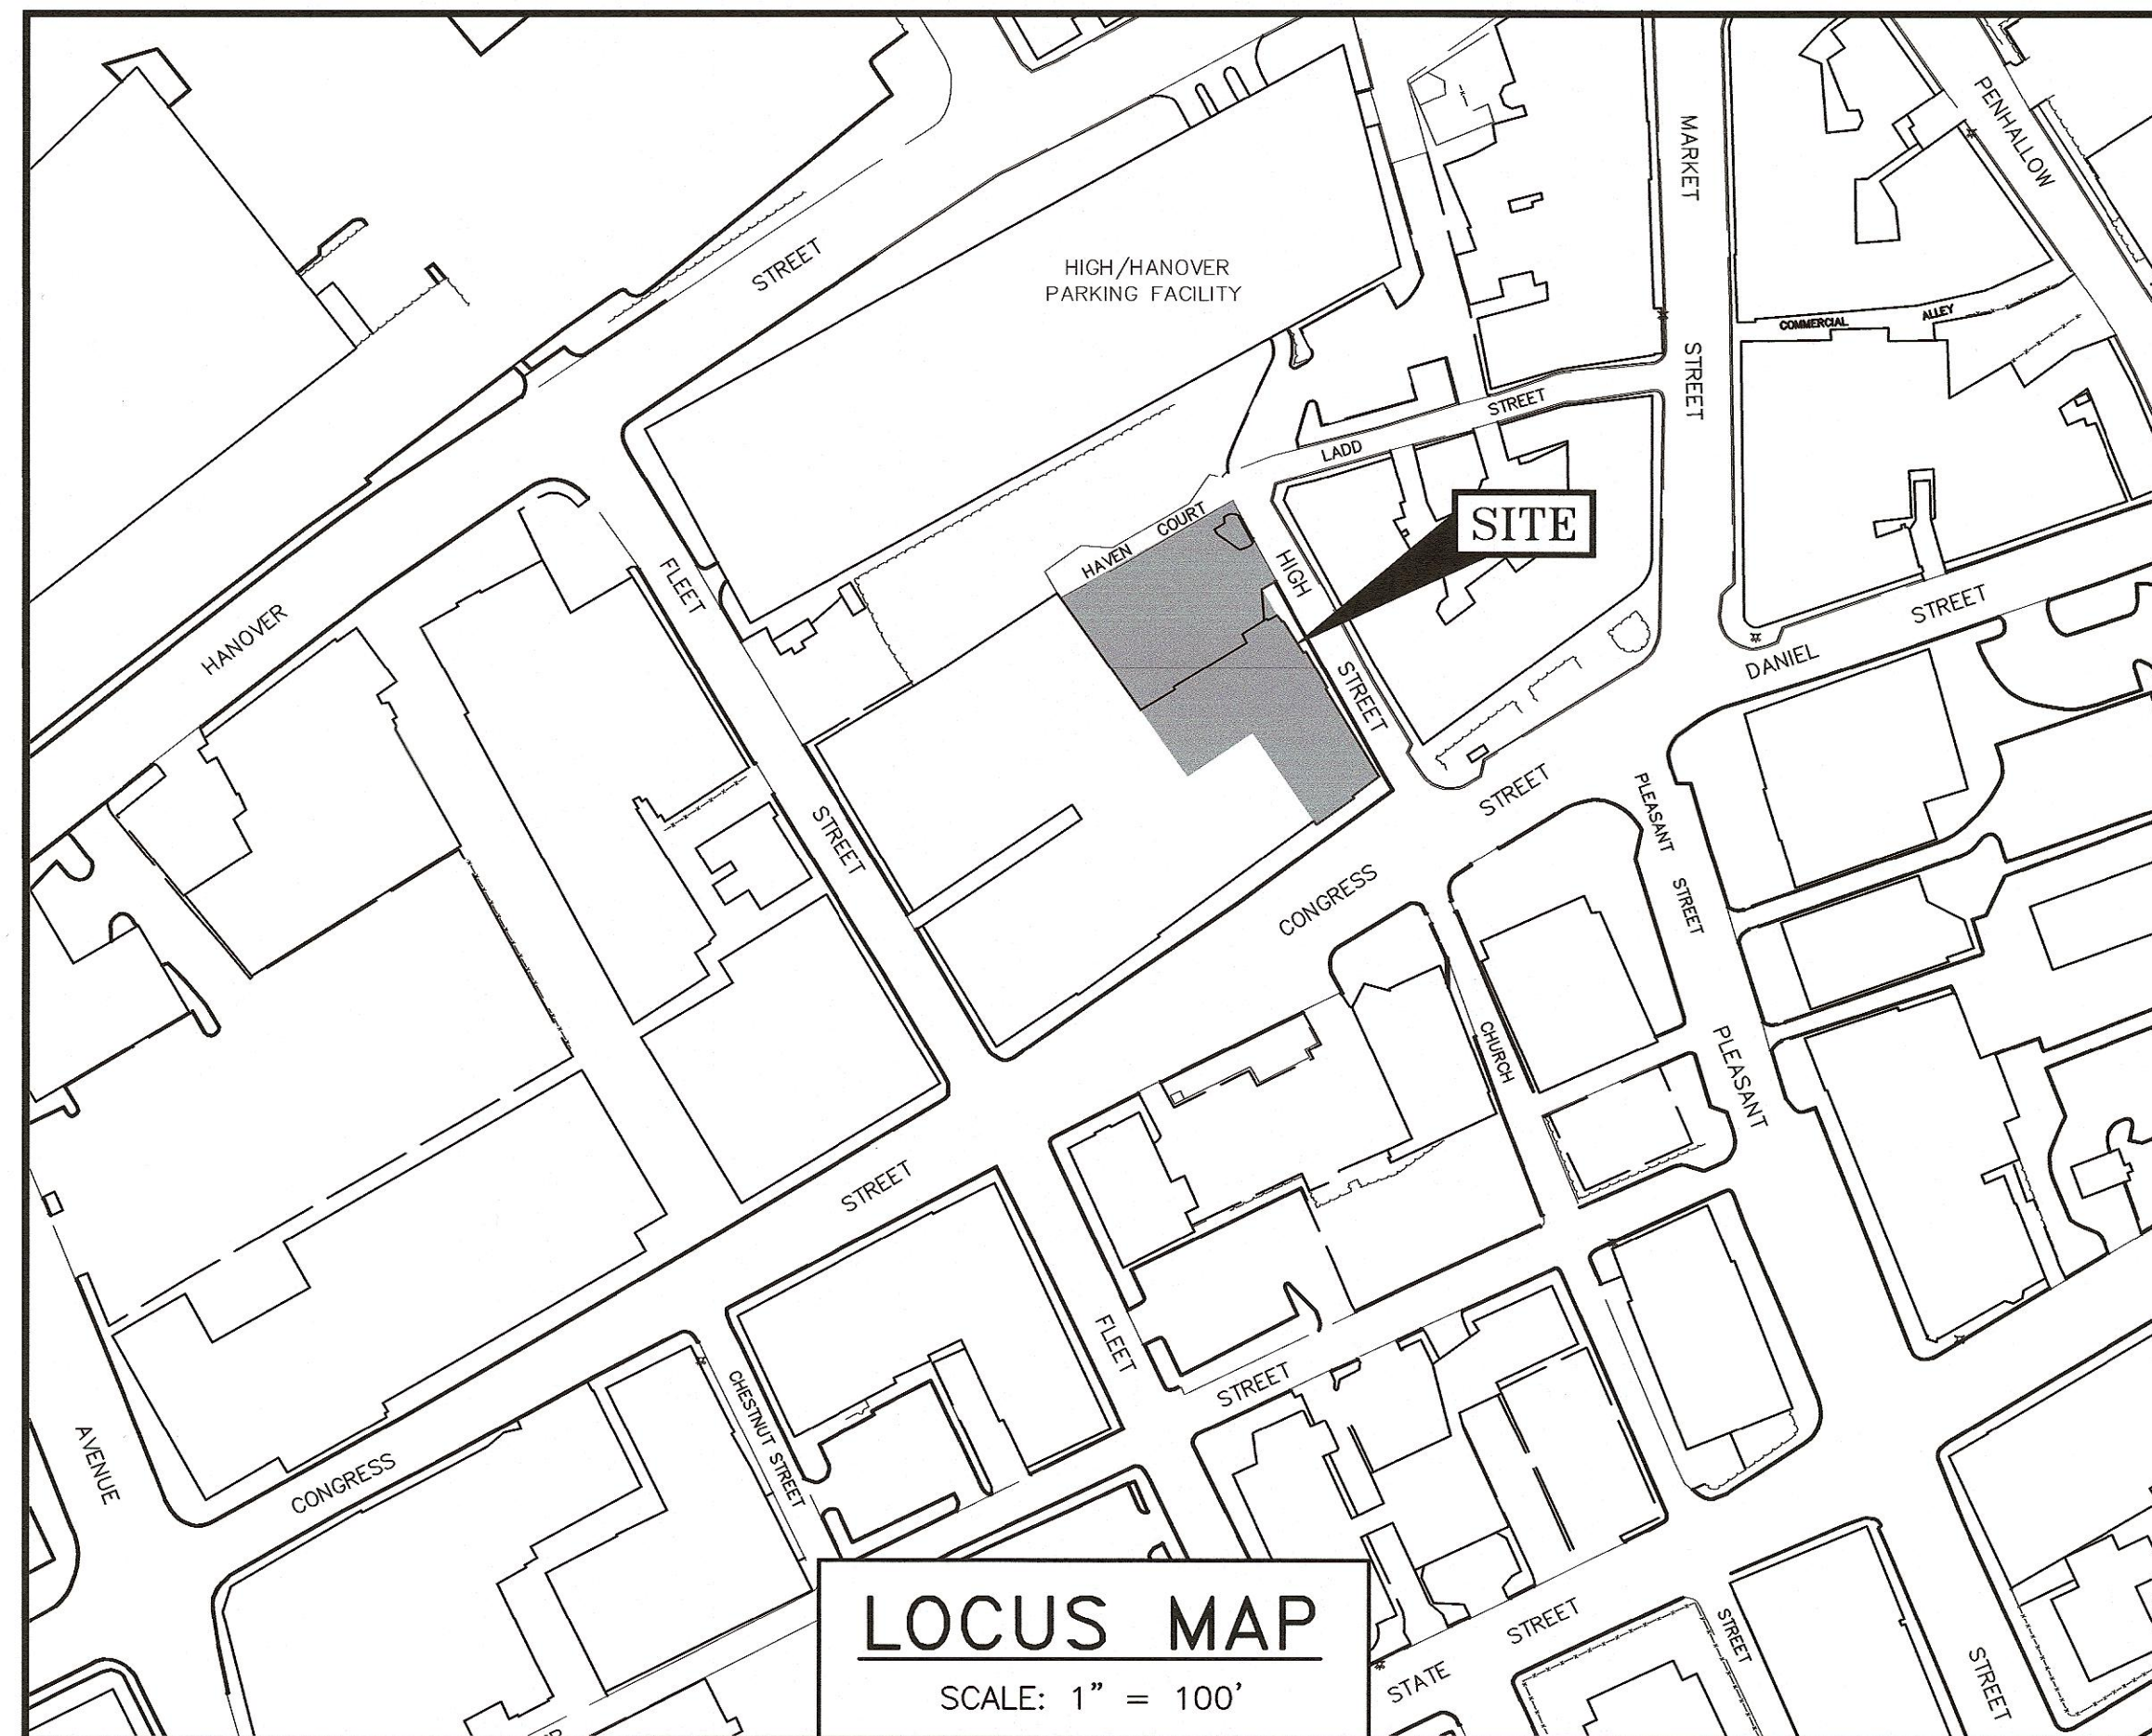 PENHALLOW
MARKET
STREET
HIGH/HANOVER
PARKING FACILITY
STREET
COMMERCIAL ALLEY
LADD STREET
SITE
HAVEN COURT
HIGH
STREET
FLEET
STREET
HANOVER
DANIEL STREET
CONGRESS STREET
PLEASANT
STREET
PLEASANT
CHURCH
STREET
FLEET
STREET
CHESTNUT STREET
AVENUE
CONGRESS
STATE STREET
STREET
STREET
LOCUS MAP
SCALE: 1" = 100'